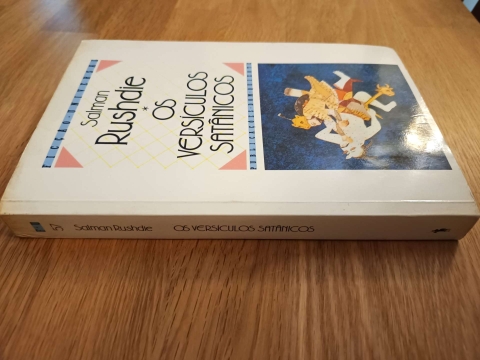 Salman
Rushdie
*
OS
VERSÍCULOS
SATÂNICOS
Salman Rushdie OS VERSÍCULOS SATÂNICOS